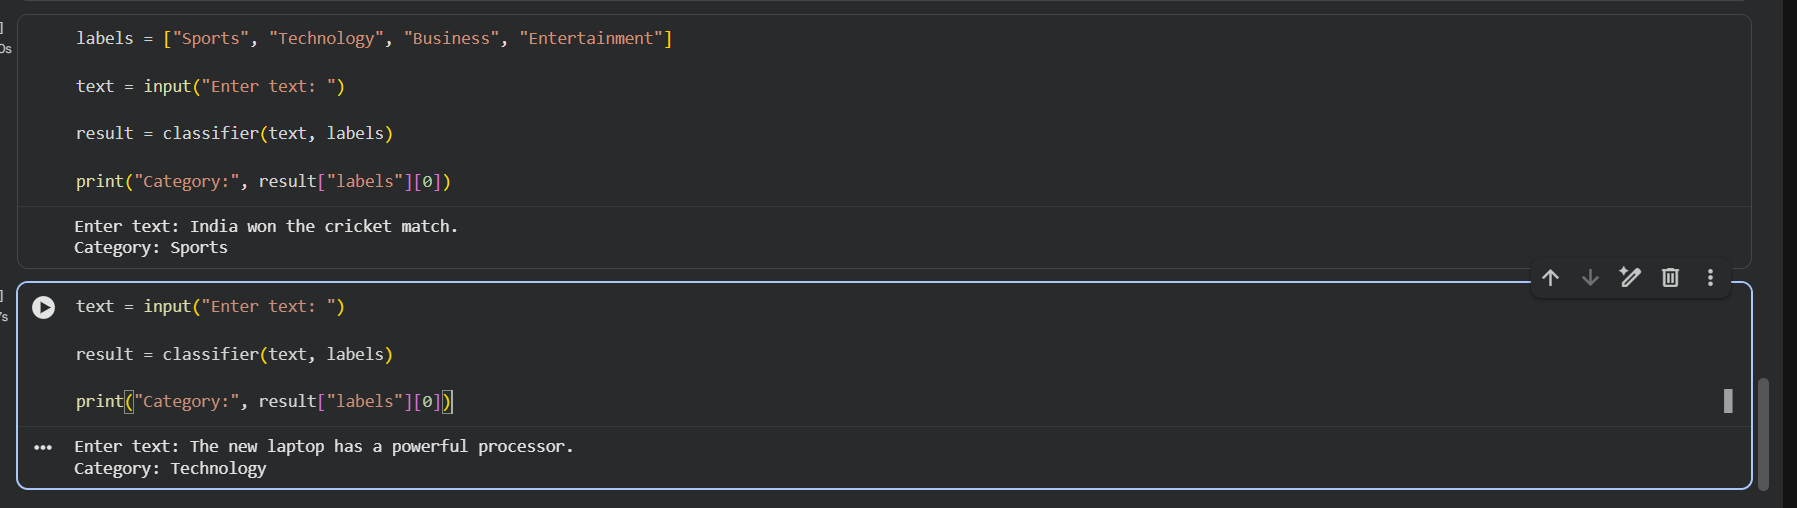 ]
0s
labels = ["Sports", "Technology", "Business", "Entertainment"]
text = input("Enter text: ")
result = classifier(text, labels)
print("Category:", result["labels"][0])
Enter text: India won the cricket match.
Category: Sports
]
s
text = input("Enter text: ")
result = classifier(text, labels)
print("Category:", result["labels"][0])
Enter text: The new laptop has a powerful processor.
Category: Technology